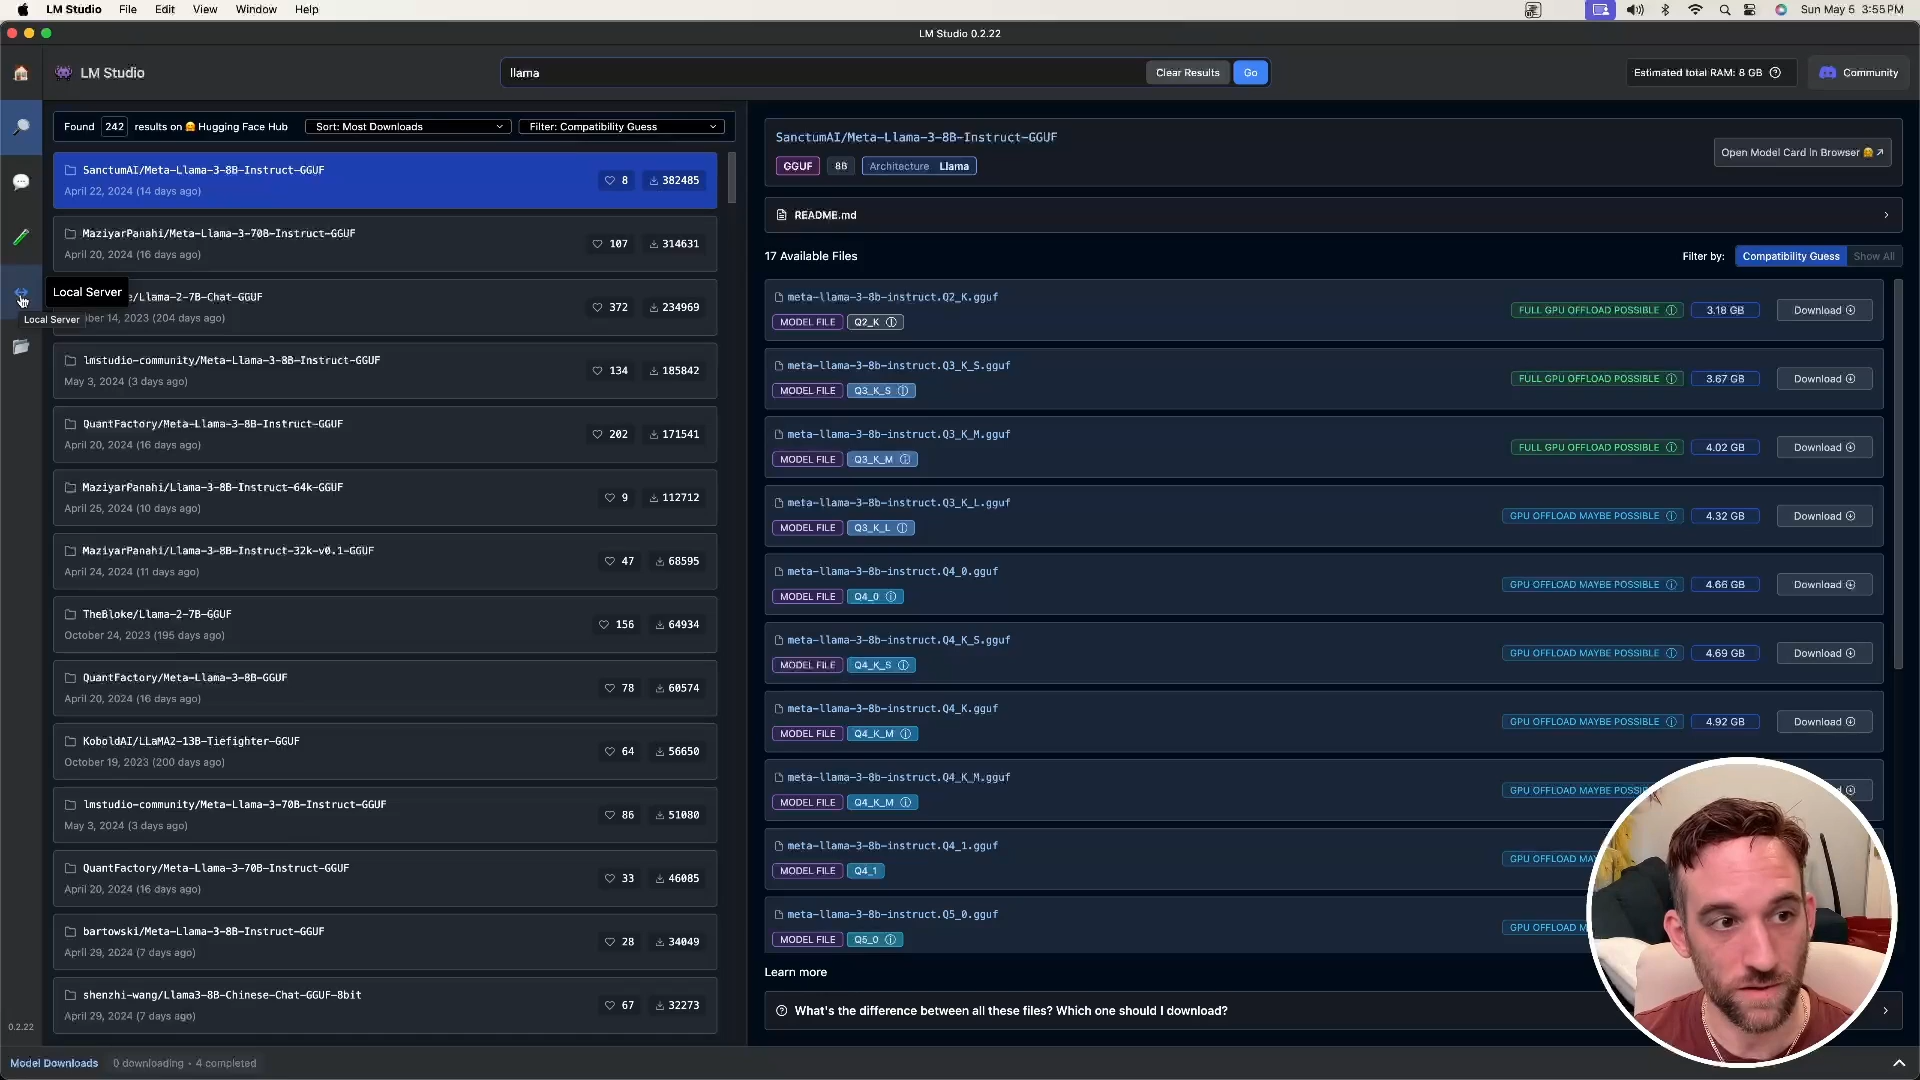 LM Studio File Edit View Window Help
Sun May 5 3:55 PM
LM Studio 0.2.22
LM Studio
llama
Clear Results
Go
Estimated total RAM: 8 GB
Community
Found 242 results on Hugging Face Hub
Sort: Most Downloads
Filter: Compatibility Guess
SanctumAI/Meta-Llama-3-8B-Instruct-GGUF
April 22, 2024 (14 days ago)
8 382485
MaziyarPanahi/Meta-Llama-3-70B-Instruct-GGUF
April 20, 2024 (16 days ago)
107 314631
Local Server
Local Server
e/Llama-2-7B-Chat-GGUF
ber 14, 2023 (204 days ago)
372 234969
lmstudio-community/Meta-Llama-3-8B-Instruct-GGUF
May 3, 2024 (3 days ago)
134 185842
QuantFactory/Meta-Llama-3-8B-Instruct-GGUF
April 20, 2024 (16 days ago)
202 171541
MaziyarPanahi/Llama-3-8B-Instruct-64k-GGUF
April 25, 2024 (10 days ago)
9 112712
MaziyarPanahi/Llama-3-8B-Instruct-32k-v0.1-GGUF
April 24, 2024 (11 days ago)
47 68595
TheBloke/Llama-2-7B-GGUF
October 24, 2023 (195 days ago)
156 64934
QuantFactory/Meta-Llama-3-8B-GGUF
April 20, 2024 (16 days ago)
78 60574
KoboldAI/LLaMA2-13B-Tiefighter-GGUF
October 19, 2023 (200 days ago)
64 56650
lmstudio-community/Meta-Llama-3-70B-Instruct-GGUF
May 3, 2024 (3 days ago)
86 51080
QuantFactory/Meta-Llama-3-70B-Instruct-GGUF
April 20, 2024 (16 days ago)
33 46085
bartowski/Meta-Llama-3-8B-Instruct-GGUF
April 29, 2024 (7 days ago)
28 34049
shenzhi-wang/Llama3-8B-Chinese-Chat-GGUF-8bit
April 29, 2024 (7 days ago)
67 32273
SanctumAI/Meta-Llama-3-8B-Instruct-GGUF
GGUF 8B Architecture Llama
Open Model Card in Browser
README.md
17 Available Files
Filter by: Compatibility Guess Show All
meta-llama-3-8b-instruct.Q2_K.gguf
MODEL FILE Q2_K
FULL GPU OFFLOAD POSSIBLE 3.18 GB Download
meta-llama-3-8b-instruct.Q3_K_S.gguf
MODEL FILE Q3_K_S
FULL GPU OFFLOAD POSSIBLE 3.67 GB Download
meta-llama-3-8b-instruct.Q3_K_M.gguf
MODEL FILE Q3_K_M
FULL GPU OFFLOAD POSSIBLE 4.02 GB Download
meta-llama-3-8b-instruct.Q3_K_L.gguf
MODEL FILE Q3_K_L
GPU OFFLOAD MAYBE POSSIBLE 4.32 GB Download
meta-llama-3-8b-instruct.Q4_0.gguf
MODEL FILE Q4_0
GPU OFFLOAD MAYBE POSSIBLE 4.66 GB Download
meta-llama-3-8b-instruct.Q4_K_S.gguf
MODEL FILE Q4_K_S
GPU OFFLOAD MAYBE POSSIBLE 4.69 GB Download
meta-llama-3-8b-instruct.Q4_K.gguf
MODEL FILE Q4_K_M
GPU OFFLOAD MAYBE POSSIBLE 4.92 GB Download
meta-llama-3-8b-instruct.Q4_K_M.gguf
MODEL FILE Q4_K_M
GPU OFFLOAD MAYBE POSSI
meta-llama-3-8b-instruct.Q4_1.gguf
MODEL FILE Q4_1
GPU OFFLOAD MA
meta-llama-3-8b-instruct.Q5_0.gguf
MODEL FILE Q5_0
GPU OFFL
Learn more
What's the difference between all these files? Which one should I download?
0.2.22
Model Downloads 0 downloading • 4 completed